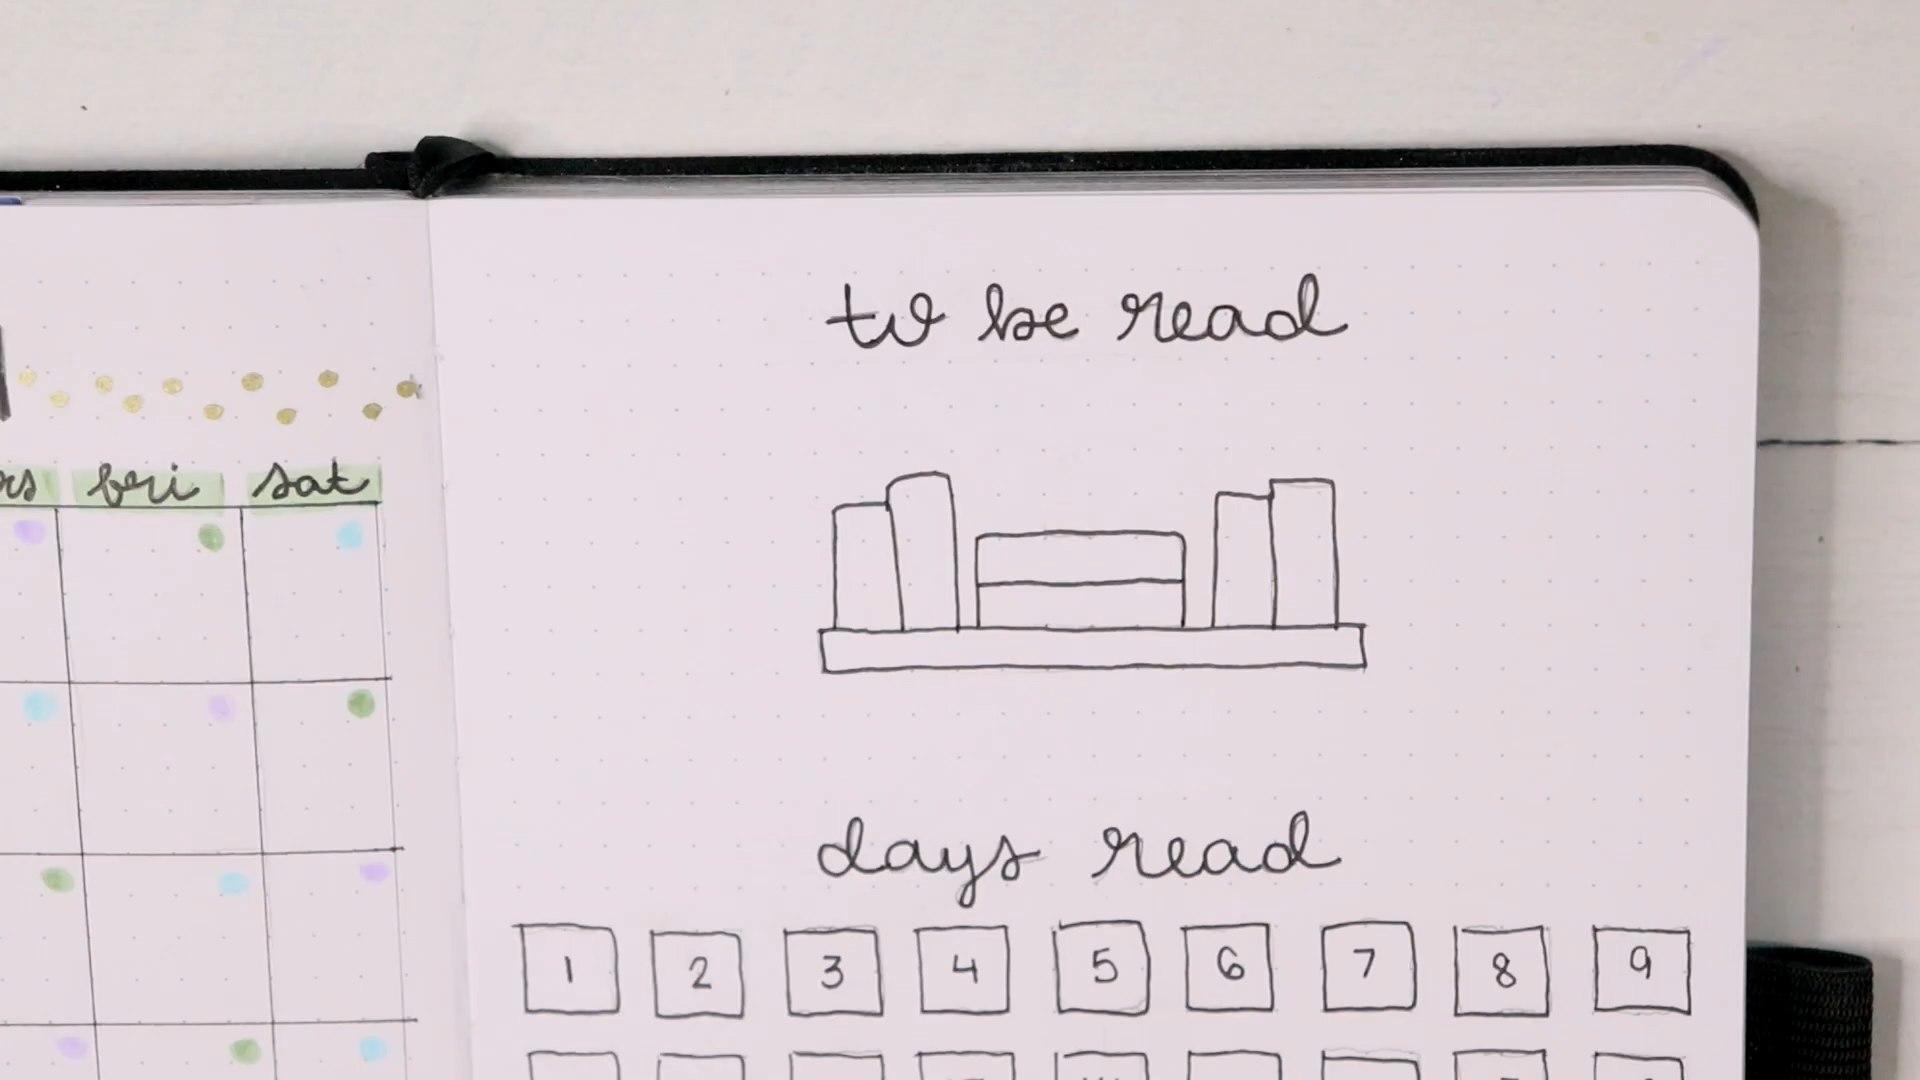 fri sat
to be read
days read
1 2 3 4 5 6 7 8 9